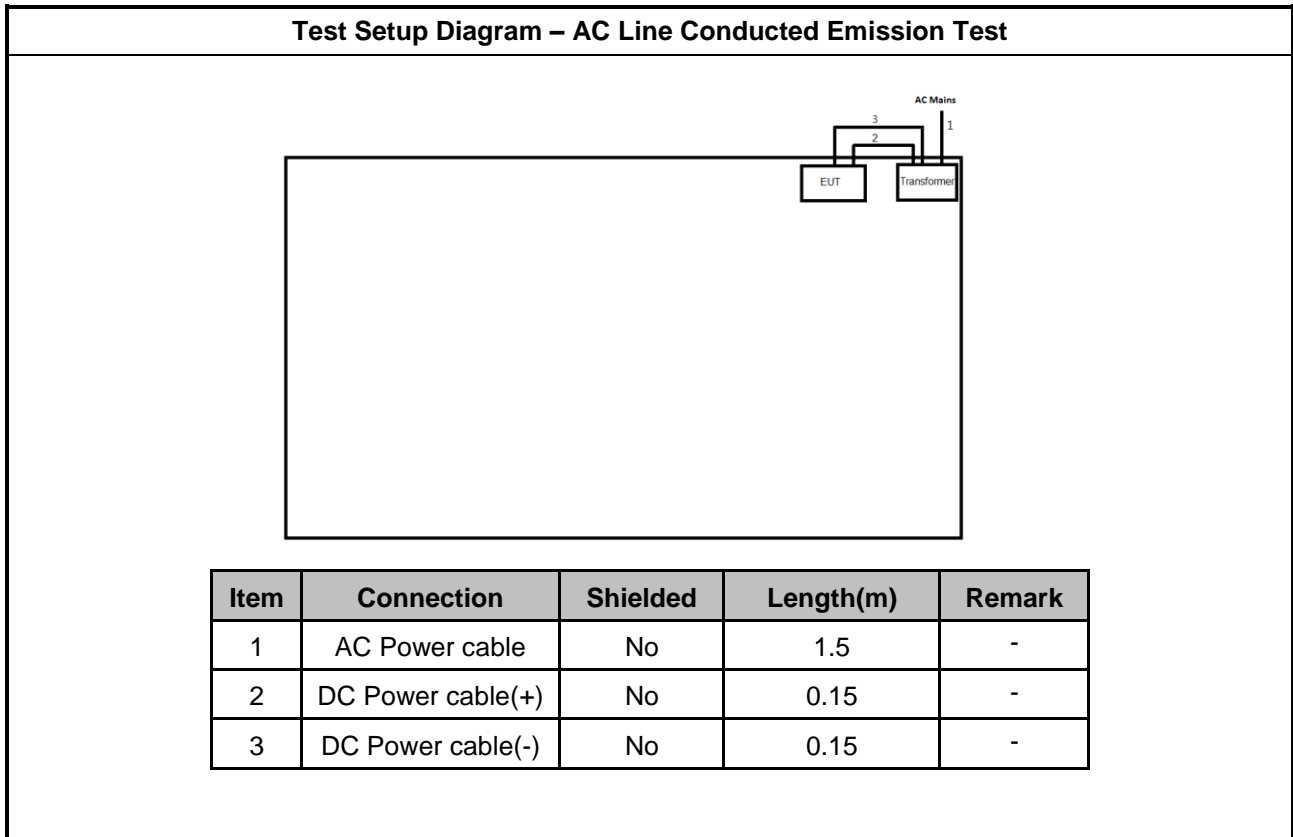 Test Setup Diagram – AC Line Conducted Emission Test
AC Mains
3
1
2
EUT
Transformer
Item Connection Shielded Length(m) Remark
1 AC Power cable No 1.5 -
2 DC Power cable(+) No 0.15 -
3 DC Power cable(-) No 0.15 -